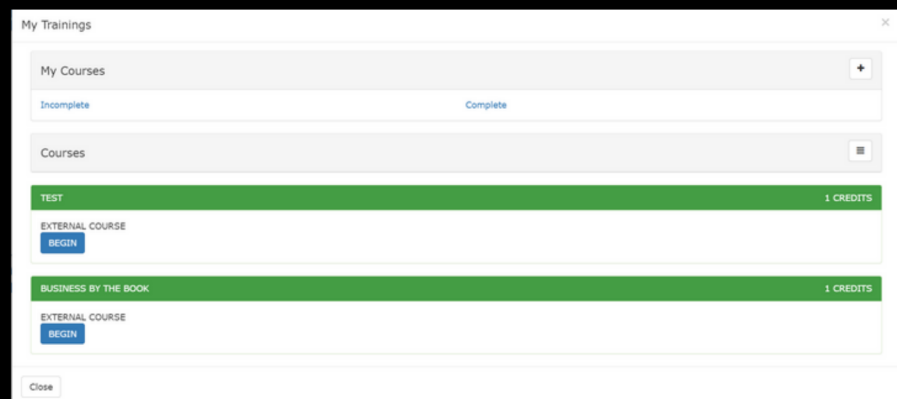 My Trainings
×
My Courses
+
Incomplete
Complete
Courses
TEST
1 CREDITS
EXTERNAL COURSE
BEGIN
BUSINESS BY THE BOOK
1 CREDITS
EXTERNAL COURSE
BEGIN
Close